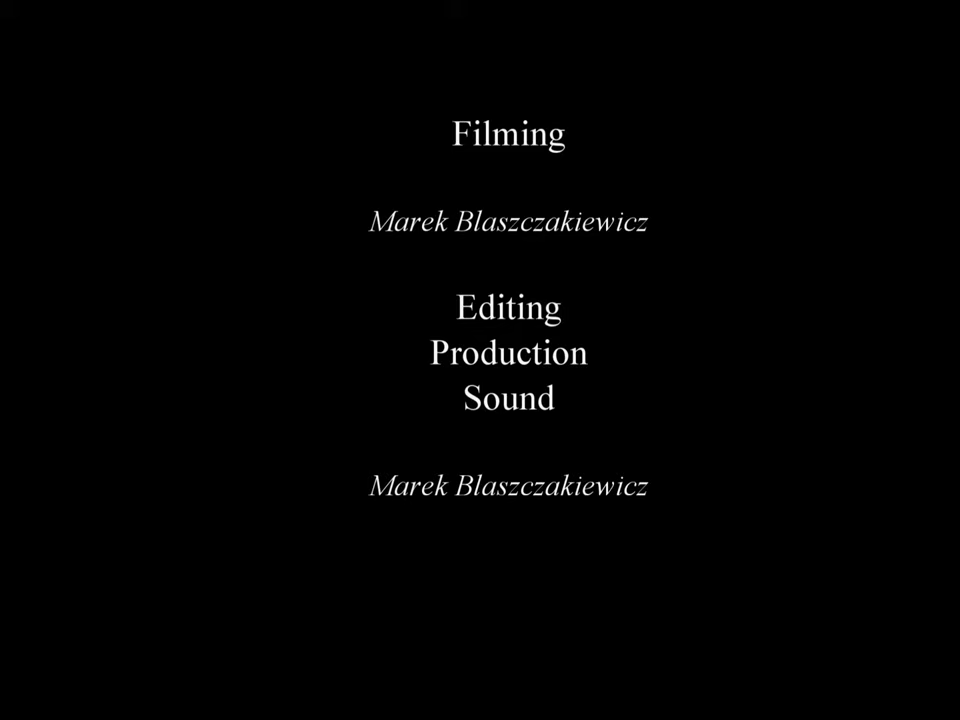 Filming
Marek Blaszczakiewicz
Editing
Production
Sound
Marek Blaszczakiewicz